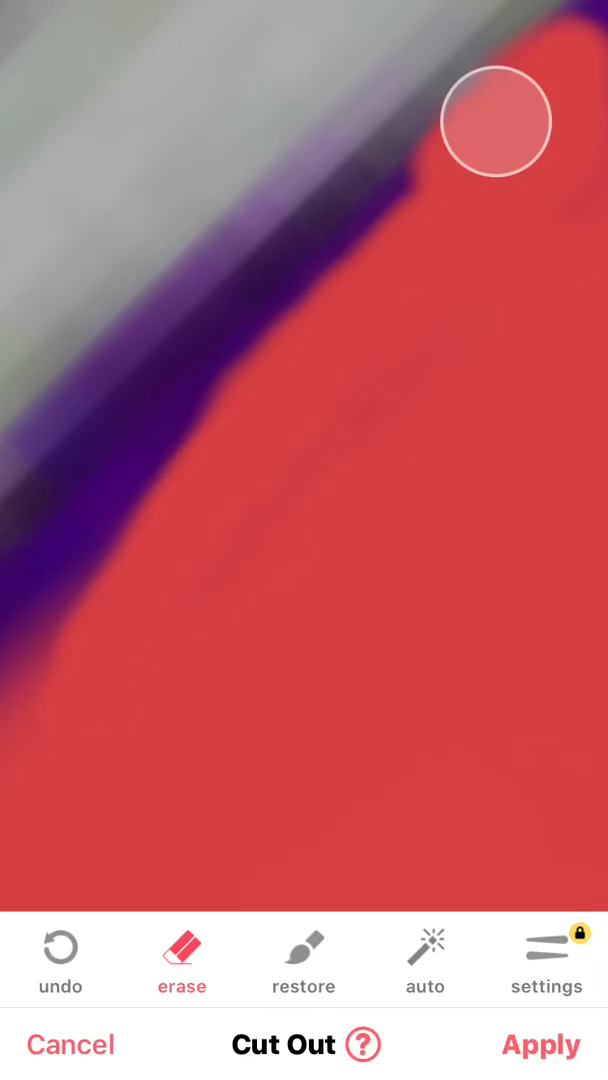 undo
erase
restore
auto
settings
Cancel
Cut Out ?
Apply